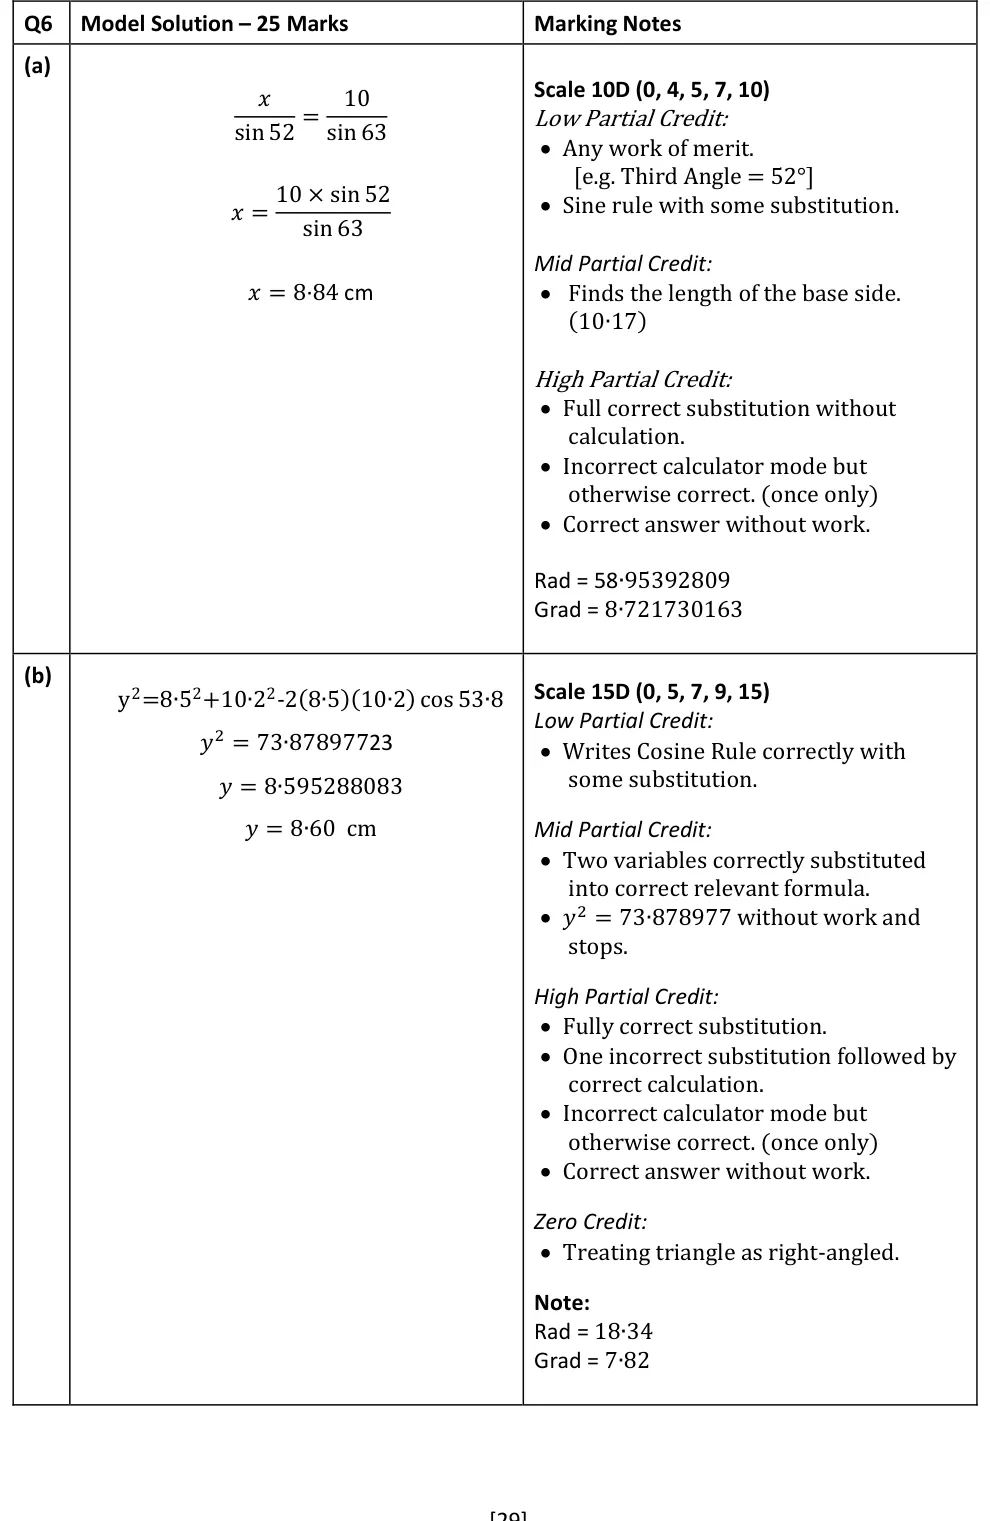 Q6 Model Solution – 25 Marks Marking Notes
(a)
x/sin 52 = 10/sin 63
x = 10 × sin 52/sin 63
x = 8·84 cm
Scale 10D (0, 4, 5, 7, 10)
Low Partial Credit:
• Any work of merit.
[e.g. Third Angle = 52°]
• Sine rule with some substitution.
Mid Partial Credit:
• Finds the length of the base side.
(10·17)
High Partial Credit:
• Full correct substitution without
calculation.
• Incorrect calculator mode but
otherwise correct. (once only)
• Correct answer without work.
Rad = 58·95392809
Grad = 8·721730163
(b)
y²=8·5²+10·2²-2(8·5)(10·2) cos 53·8
y² = 73·87897723
y = 8·595288083
y = 8·60 cm
Scale 15D (0, 5, 7, 9, 15)
Low Partial Credit:
• Writes Cosine Rule correctly with
some substitution.
Mid Partial Credit:
• Two variables correctly substituted
into correct relevant formula.
• y² = 73·878977 without work and
stops.
High Partial Credit:
• Fully correct substitution.
• One incorrect substitution followed by
correct calculation.
• Incorrect calculator mode but
otherwise correct. (once only)
• Correct answer without work.
Zero Credit:
• Treating triangle as right-angled.
Note:
Rad = 18·34
Grad = 7·82
[29]